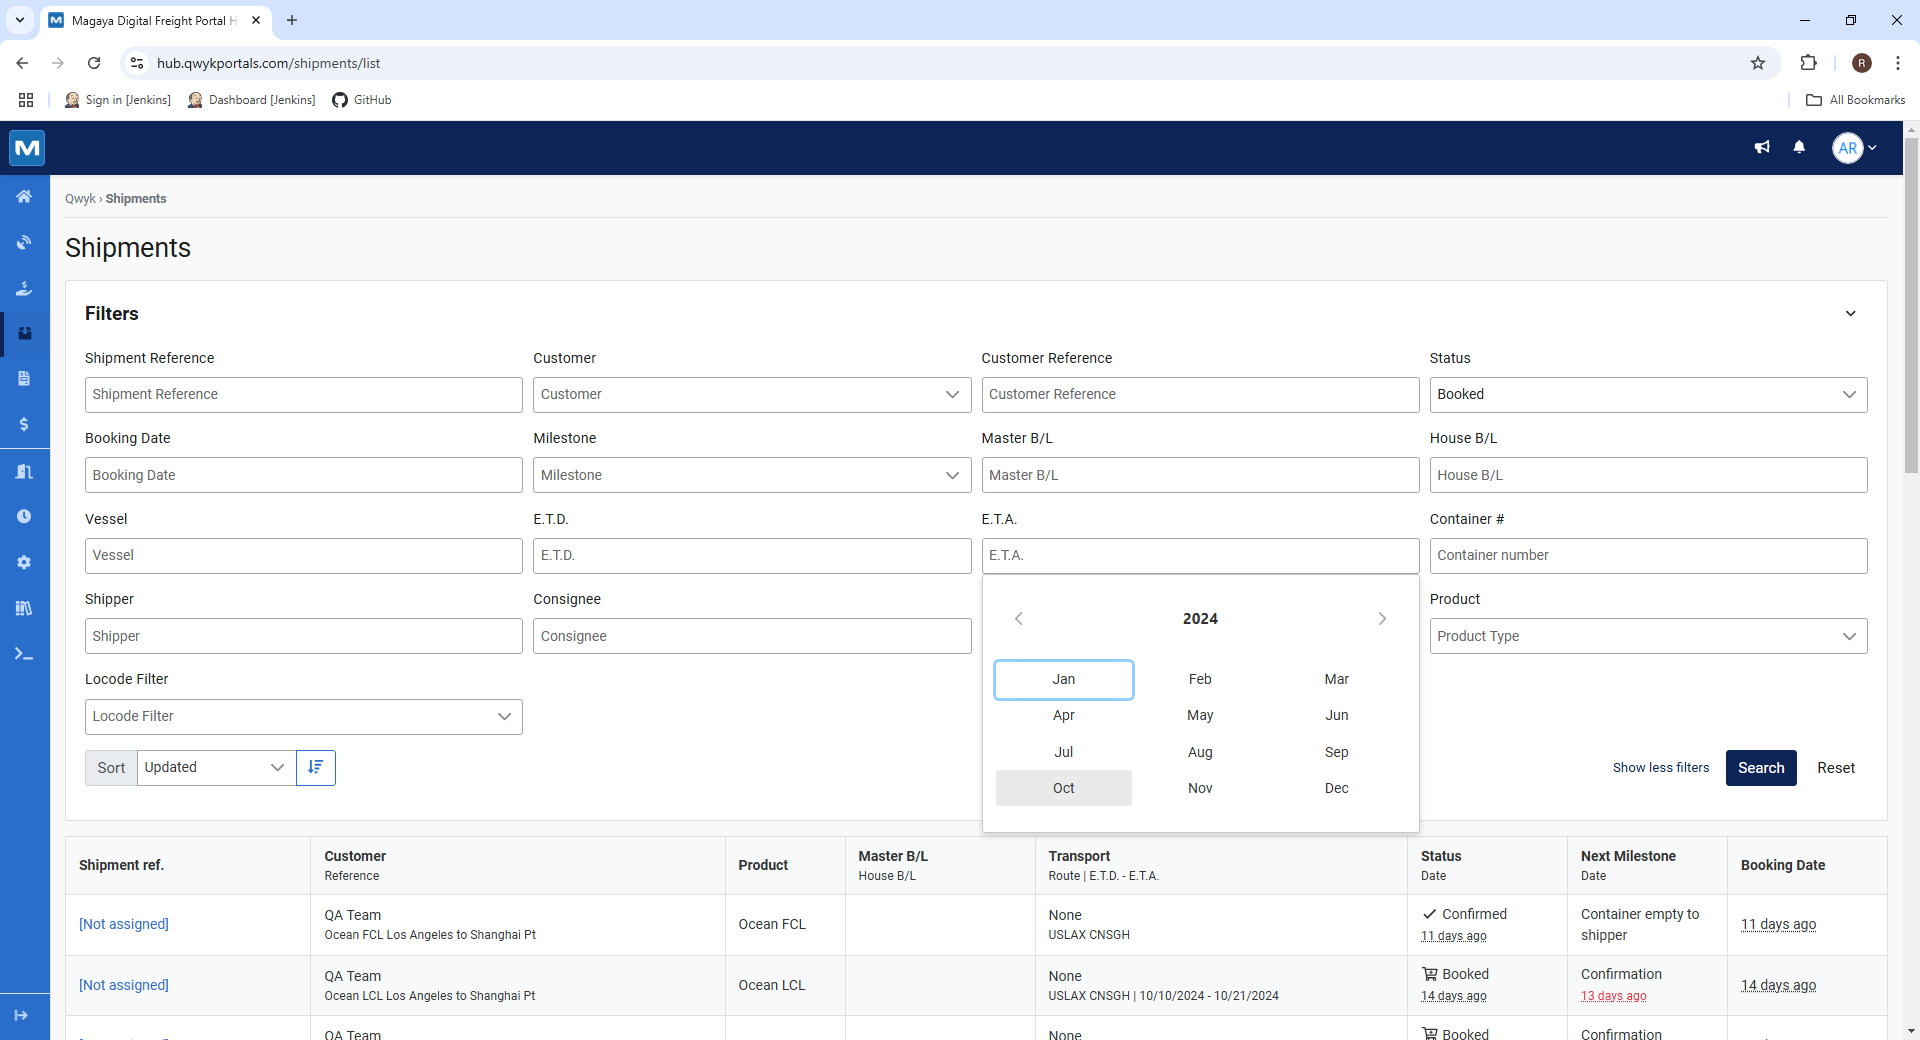 Magaya Digital Freight Portal H
hub.qwykportals.com/shipments/list
R
Sign in [Jenkins]
Dashboard [Jenkins]
GitHub
All Bookmarks
M
AR
Qwyk › Shipments
Shipments
Filters
Shipment Reference
Customer
Customer Reference
Status
Shipment Reference
Customer
Customer Reference
Booked
Booking Date
Milestone
Master B/L
House B/L
Booking Date
Milestone
Master B/L
House B/L
Vessel
E.T.D.
E.T.A.
Container #
Vessel
E.T.D.
E.T.A.
Container number
Shipper
Consignee
Product
Shipper
Consignee
Product Type
2024
Jan Feb Mar
Apr May Jun
Jul Aug Sep
Oct Nov Dec
Locode Filter
Locode Filter
Sort Updated
Show less filters
Search
Reset
Shipment ref.
Customer
Reference
Product
Master B/L
House B/L
Transport
Route | E.T.D. - E.T.A.
Status
Date
Next Milestone
Date
Booking Date
[Not assigned]
QA Team
Ocean FCL Los Angeles to Shanghai Pt
Ocean FCL
None
USLAX CNSGH
Confirmed
11 days ago
Container empty to
shipper
11 days ago
[Not assigned]
QA Team
Ocean LCL Los Angeles to Shanghai Pt
Ocean LCL
None
USLAX CNSGH | 10/10/2024 - 10/21/2024
Booked
14 days ago
Confirmation
13 days ago
14 days ago
QA Team
None
Booked
Confirmation